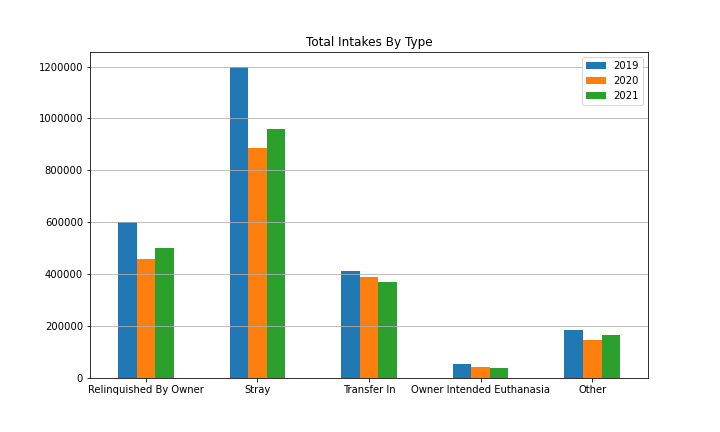 Total Intakes By Type
1200000
1000000
800000
600000
400000
200000
0
2019
2020
2021
Relinquished By Owner
Stray
Transfer In
Owner Intended Euthanasia
Other